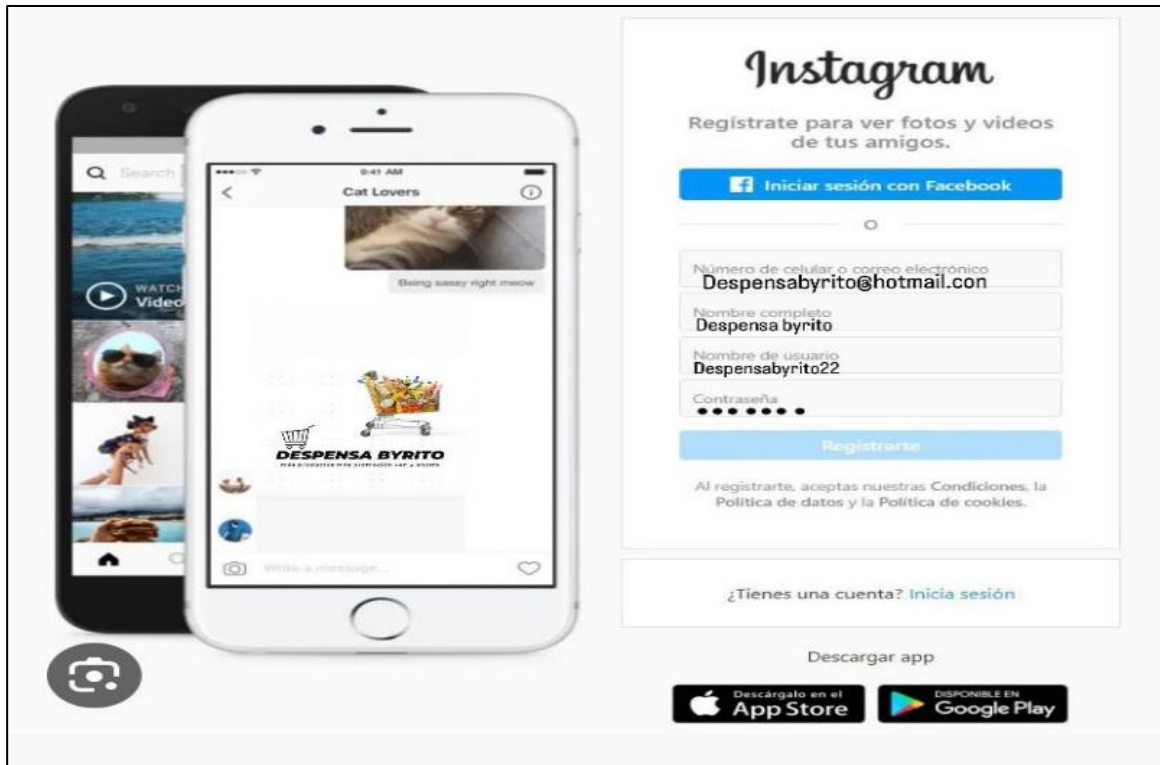 Search
WATCH
Video
9:41 AM
Cat Lovers
Being sassy right meow
DESPENSA BYRITO
Write a message...
Instagram
Regístrate para ver fotos y videos
de tus amigos.
Iniciar sesión con Facebook
O
Número de celular o correo electrónico
Despensabyrito@hotmail.con
Nombre completo
Despensa byrito
Nombre de usuario
Despensabyrito22
Contraseña
Registrarte
Al registrarte, aceptas nuestras Condiciones, la
Política de datos y la Política de cookies.
¿Tienes una cuenta? Inicia sesión
Descargar app
Descárgalo en el
App Store
DISPONIBLE EN
Google Play